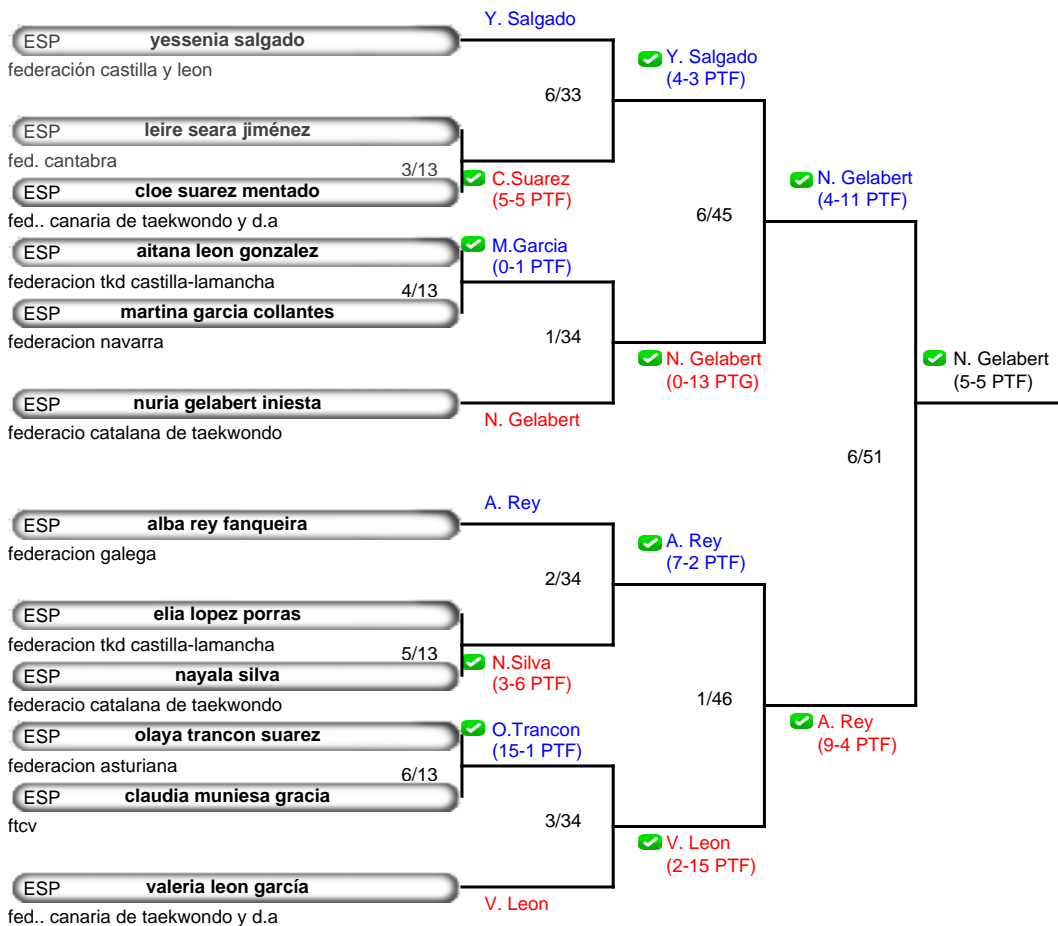 Y. Salgado
ESP yessenia salgado
federación castilla y leon
Y. Salgado
(4-3 PTF)
6/33
ESP leire seara jiménez
fed. cantabra
3/13
C.Suarez
(5-5 PTF)
ESP cloe suarez mentado
fed.. canaria de taekwondo y d.a
N. Gelabert
(4-11 PTF)
6/45
ESP aitana leon gonzalez
federacion tkd castilla-lamancha
M.Garcia
(0-1 PTF)
4/13
ESP martina garcia collantes
federacion navarra
1/34
N. Gelabert
(0-13 PTG)
N. Gelabert
(5-5 PTF)
ESP nuria gelabert iniesta
federacio catalana de taekwondo
N. Gelabert
6/51
A. Rey
ESP alba rey fanqueira
federacion galega
A. Rey
(7-2 PTF)
2/34
ESP elia lopez porras
federacion tkd castilla-lamancha
5/13
N.Silva
(3-6 PTF)
ESP nayala silva
federacio catalana de taekwondo
1/46
A. Rey
(9-4 PTF)
ESP olaya trancon suarez
federacion asturiana
O.Trancon
(15-1 PTF)
6/13
ESP claudia muniesa gracia
ftcv
3/34
V. Leon
(2-15 PTF)
ESP valeria leon garcía
fed.. canaria de taekwondo y d.a
V. Leon